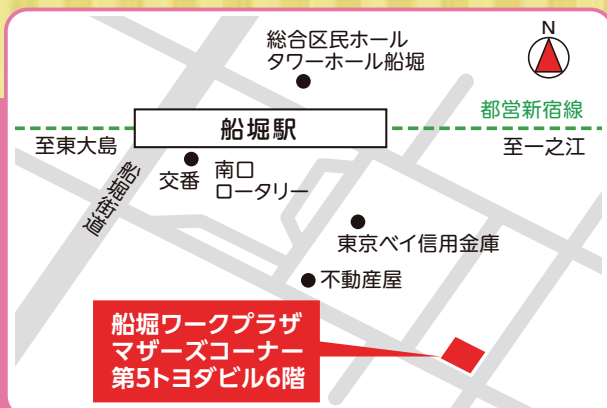 総合区民ホール
タワーホール船堀
N
都営新宿線
船堀駅
至東大島
至一之江
船堀街道
交番
南口
ロータリー
東京ベイ信用金庫
不動産屋
船堀ワークプラザ
マザーズコーナー
第5トヨダビル6階